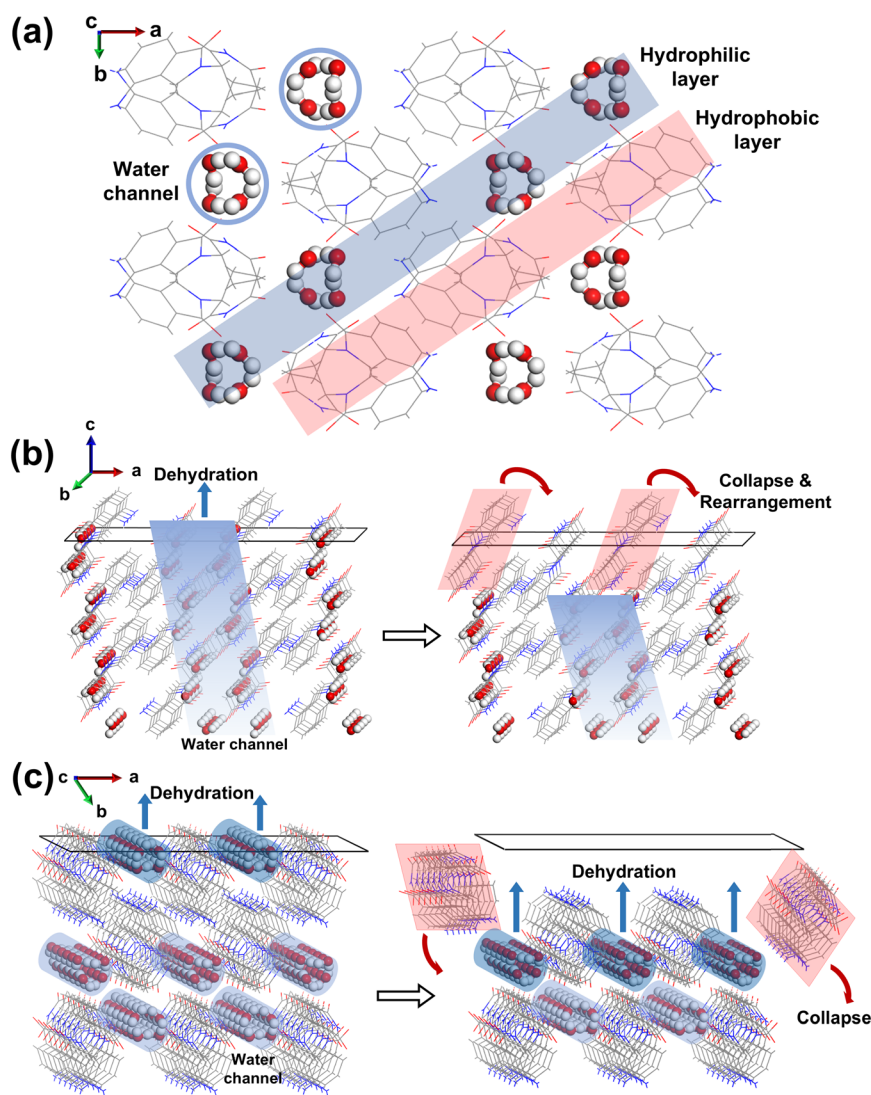 (a)
c
a
b
Hydrophilic
layer
Hydrophobic
layer
Water
channel
(b)
c
a
b
Dehydration
Collapse &
Rearrangement
Water channel
(c)
c
a
b
Dehydration
Dehydration
Water
channel
Collapse